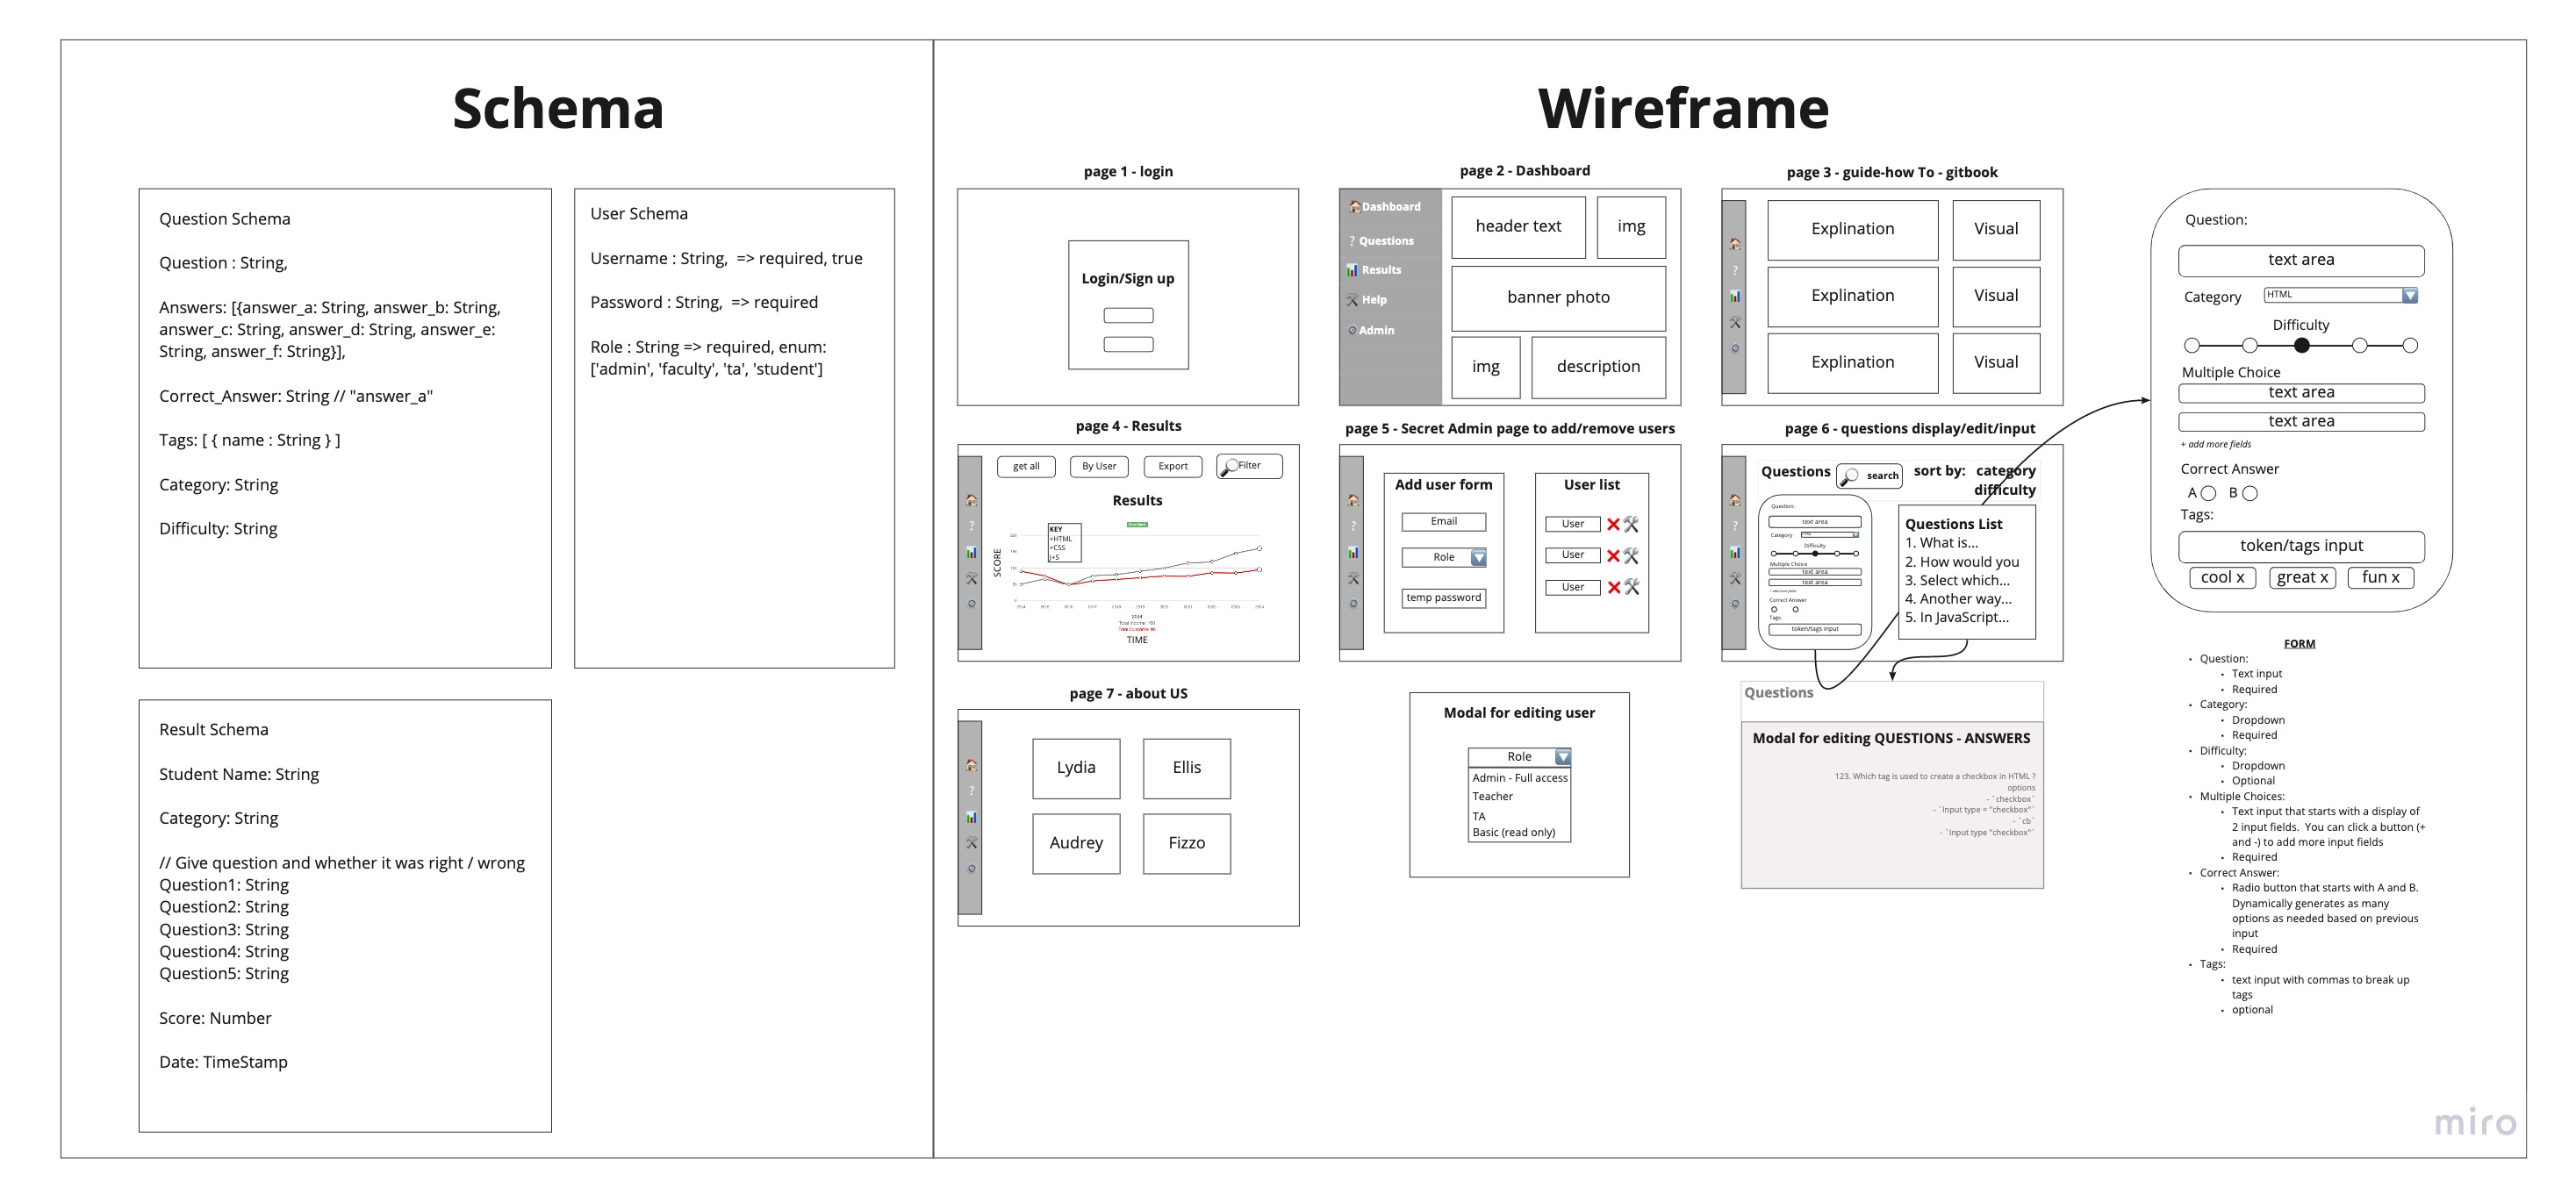 Schema
Question Schema
Question : String,
Answers: [{answer_a: String, answer_b: String,
answer_c: String, answer_d: String, answer_e:
String, answer_f: String}],
Correct_Answer: String // "answer_a"
Tags: [ { name : String } ]
Category: String
Difficulty: String
User Schema
Username : String,  => required, true
Password : String,  => required
Role : String => required, enum:
['admin', 'faculty', 'ta', 'student']
Result Schema
Student Name: String
Category: String
// Give question and whether it was right / wrong
Question1: String
Question2: String
Question3: String
Question4: String
Question5: String
Score: Number
Date: TimeStamp
Wireframe
page 1 - login
Login/Sign up
page 2 - Dashboard
Dashboard
? Questions
Results
Help
Admin
header text
img
banner photo
img
description
page 3 - guide-how To - gitbook
?
Explination
Visual
Explination
Visual
Explination
Visual
page 4 - Results
?
get all
By User
Export
Filter
Results
KEY
+HTML
+CSS
SCORE
2014 2015 2016 2017 2018 2019 2020 2021 2022 2023 2024
2024
TIME
page 5 - Secret Admin page to add/remove users
?
Add user form
Email
Role
temp password
User list
User
User
User
page 6 - questions display/edit/input
?
Questions
search
sort by: category
difficulty
Question:
text area
Category
Difficulty
Multiple Choice
text area
text area
+ add more fields
Correct Answer
Tags:
token/tags input
Questions List
1. What is...
2. How would you
3. Select which...
4. Another way...
5. In JavaScript...
page 7 - about US
?
Lydia
Ellis
Audrey
Fizzo
Modal for editing user
Role
Admin - Full access
Teacher
TA
Basic (read only)
Questions
Modal for editing QUESTIONS - ANSWERS
123. Which tag is used to create a checkbox in HTML ?
options
- `checkbox`
- `Input type = "checkbox"`
- `cb`
- `Input type "checkbox"`
Question:
text area
Category
HTML
Difficulty
Multiple Choice
text area
text area
+ add more fields
Correct Answer
A B
Tags:
token/tags input
cool x
great x
fun x
FORM
• Question:
• Text input
• Required
• Category:
• Dropdown
• Required
• Difficulty:
• Dropdown
• Optional
• Multiple Choices:
• Text input that starts with a display of
2 input fields.  You can click a button (+
and -) to add more input fields
• Required
• Correct Answer:
• Radio button that starts with A and B.
Dynamically generates as many
options as needed based on previous
input
• Required
• Tags:
• text input with commas to break up
tags
• optional
miro